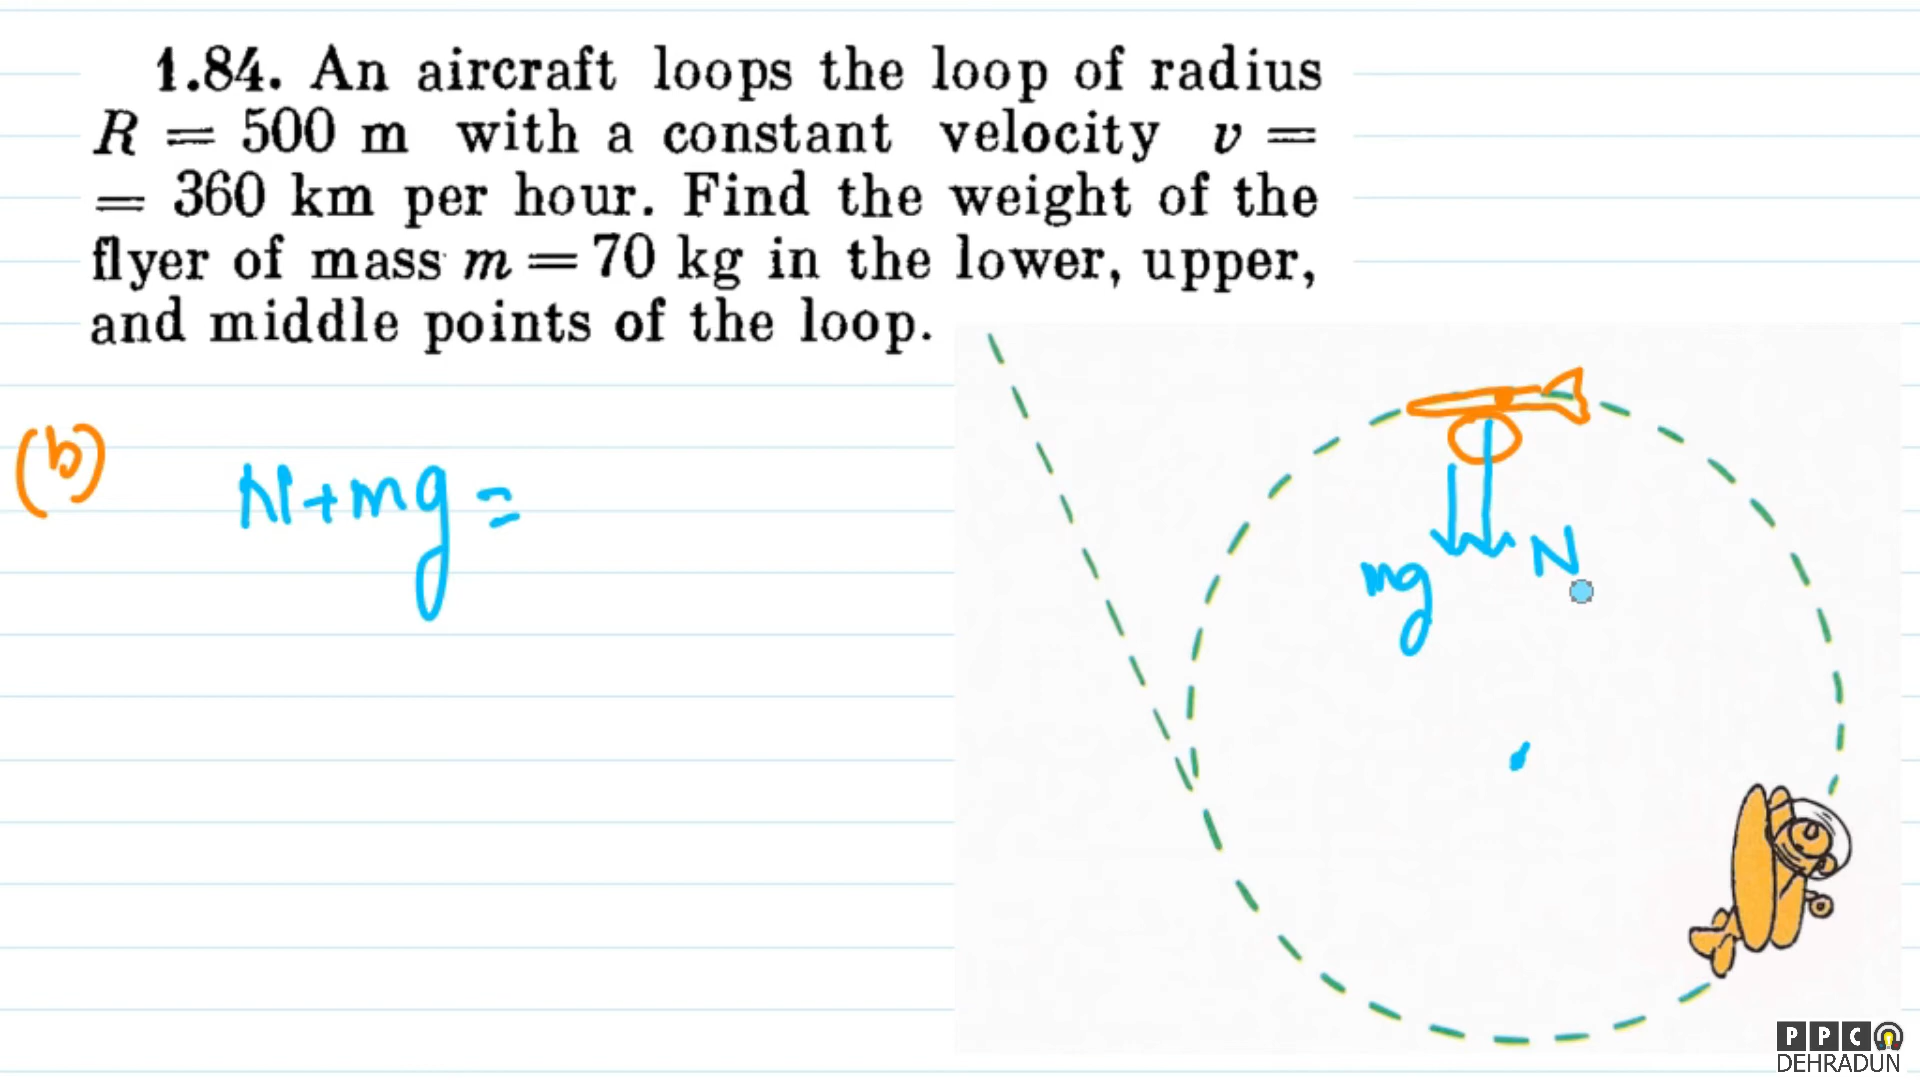 1.84. An aircraft loops the loop of radius
R = 500 m with a constant velocity v =
= 360 km per hour. Find the weight of the
flyer of mass m = 70 kg in the lower, upper,
and middle points of the loop.
(b)
N+mg =
mg
N
PPC
DEHRADUN